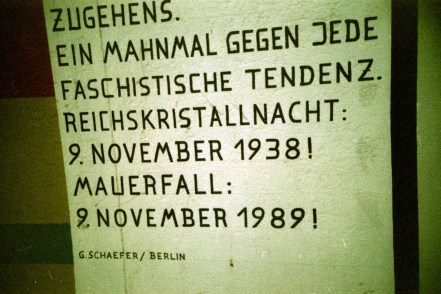 ZUGEHENS.
EIN MAHNMAL GEGEN JEDE
FASCHISTISCHE TENDENZ.
REICHSKRISTALLNACHT:
9. NOVEMBER 1938!
MAUERFALL:
9. NOVEMBER 1989!
G. SCHAEFER/ BERLIN